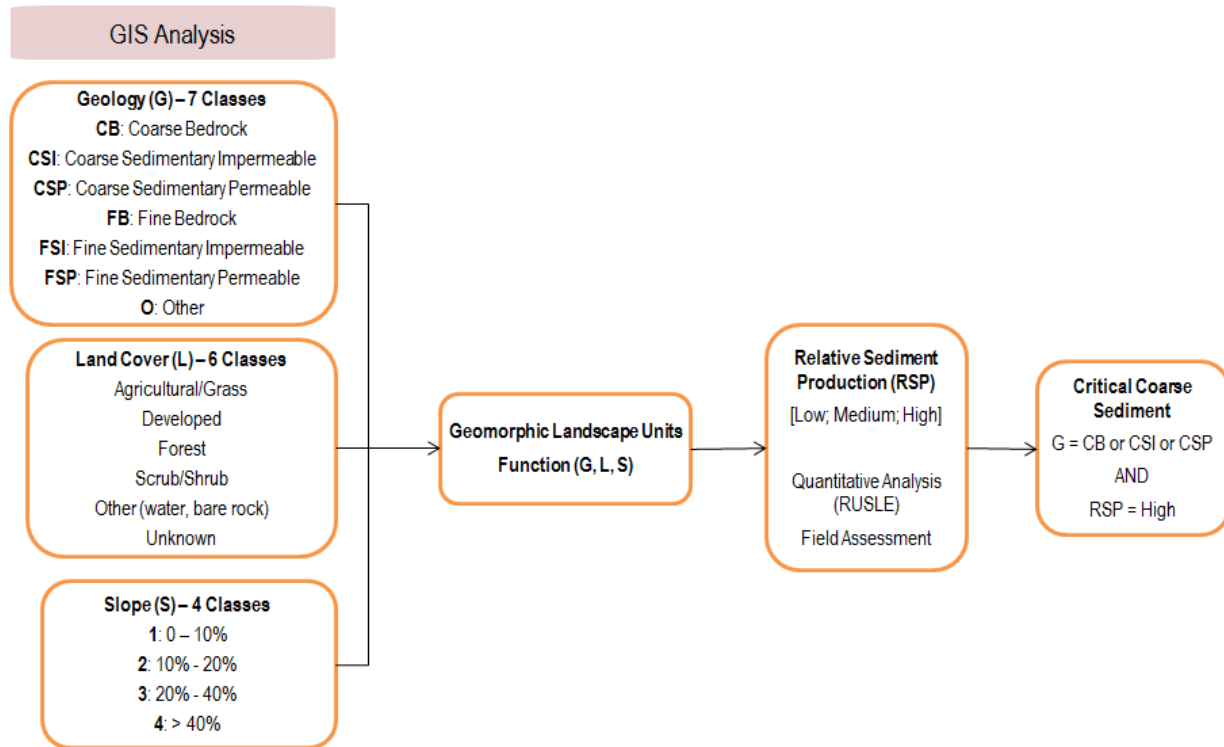 GIS Analysis
Geology (G) – 7 Classes
CB: Coarse Bedrock
CSI: Coarse Sedimentary Impermeable
CSP: Coarse Sedimentary Permeable
FB: Fine Bedrock
FSI: Fine Sedimentary Impermeable
FSP: Fine Sedimentary Permeable
O: Other
Land Cover (L) – 6 Classes
Agricultural/Grass
Developed
Forest
Scrub/Shrub
Other (water, bare rock)
Unknown
Slope (S) – 4 Classes
1: 0 – 10%
2: 10% - 20%
3: 20% - 40%
4: > 40%
Geomorphic Landscape Units
Function (G, L, S)
Relative Sediment
Production (RSP)
[Low; Medium; High]
Quantitative Analysis
(RUSLE)
Field Assessment
Critical Coarse
Sediment
G = CB or CSI or CSP
AND
RSP = High